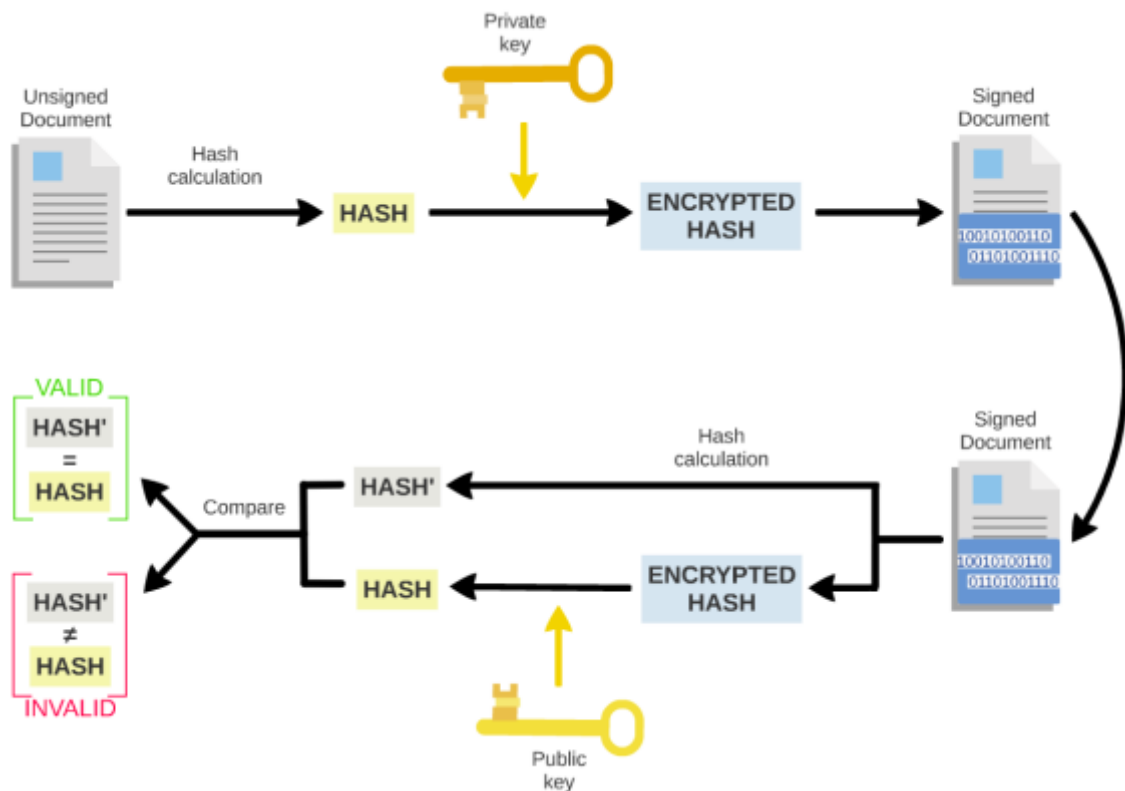 Private
key
Unsigned
Document
Hash
calculation
HASH
ENCRYPTED
HASH
Signed
Document
10010100110
01101001110
VALID
HASH'
=
HASH
Compare
HASH'
Hash
calculation
Signed
Document
10010100110
01101001110
HASH
ENCRYPTED
HASH
HASH'
≠
HASH
INVALID
Public
key